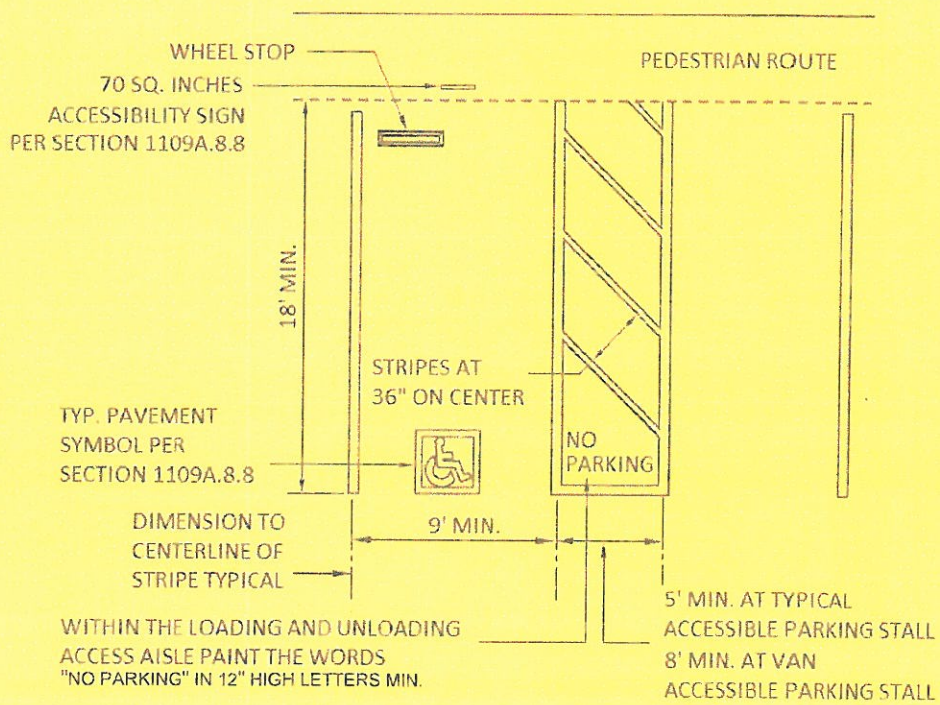 WHEEL STOP
PEDESTRIAN ROUTE
70 SQ. INCHES
ACCESSIBILITY SIGN
PER SECTION 1109A.8.8
18' MIN.
STRIPES AT
36" ON CENTER
TYP. PAVEMENT
SYMBOL PER
SECTION 1109A.8.8
NO
PARKING
9' MIN.
DIMENSION TO
CENTERLINE OF
STRIPE TYPICAL
WITHIN THE LOADING AND UNLOADING
ACCESS AISLE PAINT THE WORDS
"NO PARKING" IN 12" HIGH LETTERS MIN.
5' MIN. AT TYPICAL
ACCESSIBLE PARKING STALL
8' MIN. AT VAN
ACCESSIBLE PARKING STALL